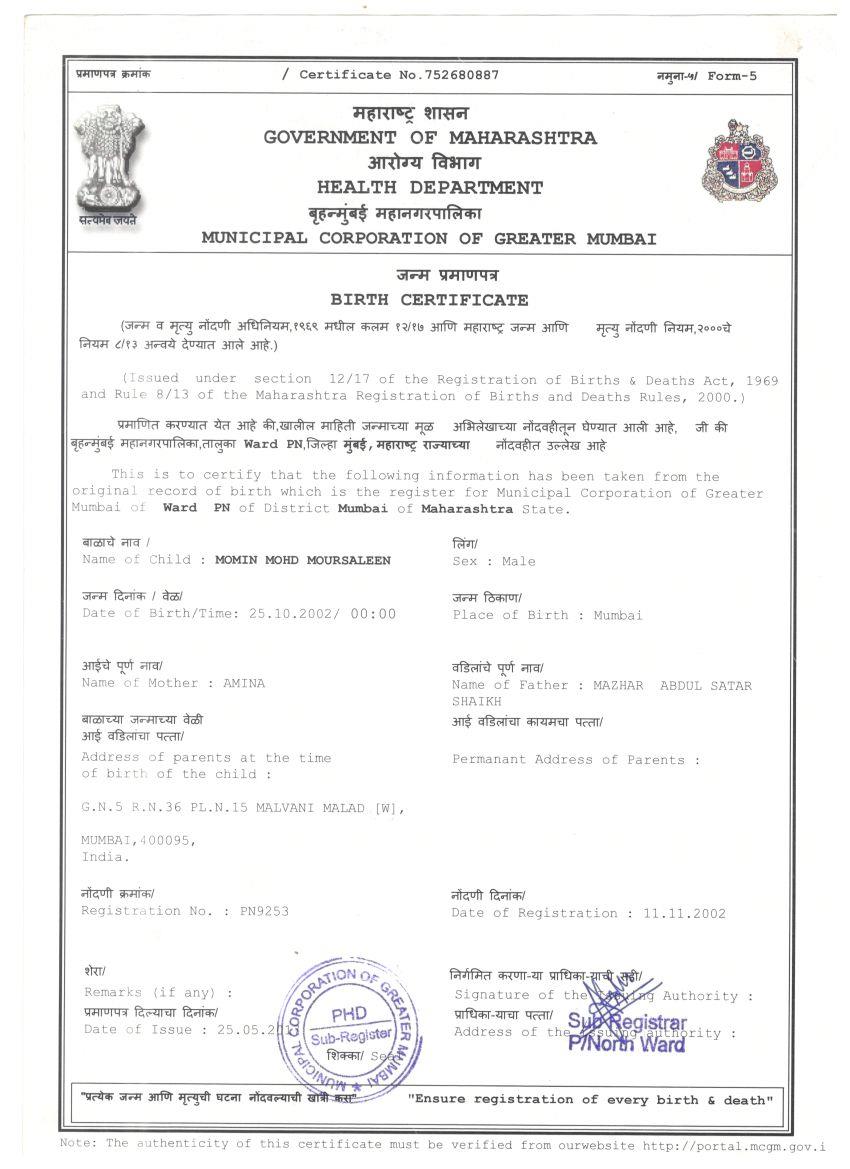 प्रमाणपत्र क्रमांक / Certificate No.752680887 नमुना-५/ Form-5
महाराष्ट्र शासन
GOVERNMENT OF MAHARASHTRA
आरोग्य विभाग
HEALTH DEPARTMENT
बृहन्मुंबई महानगरपालिका
MUNICIPAL CORPORATION OF GREATER MUMBAI
सत्यमेव जयते
जन्म प्रमाणपत्र
BIRTH CERTIFICATE
(जन्म व मृत्यु नोंदणी अधिनियम,१९६९ मधील कलम १२/१७ आणि महाराष्ट्र जन्म आणि मृत्यु नोंदणी नियम,२०००चे
नियम ८/१३ अन्वये देण्यात आले आहे.)
(Issued under section 12/17 of the Registration of Births & Deaths Act, 1969
and Rule 8/13 of the Maharashtra Registration of Births and Deaths Rules, 2000.)
प्रमाणित करण्यात येत आहे की,खालील माहिती जन्माच्या मूळ अभिलेखाच्या नोंदवहीतून घेण्यात आली आहे, जी की
बृहन्मुंबई महानगरपालिका,तालुका Ward PN,जिल्हा मुंबई,महाराष्ट्र राज्याच्या नोंदवहीत उल्लेख आहे
This is to certify that the following information has been taken from the
original record of birth which is the register for Municipal Corporation of Greater
Mumbai of Ward PN of District Mumbai of Maharashtra State.
बाळाचे नाव / लिंग/
Name of Child : MOMIN MOHD MOURSALEEN Sex : Male
जन्म दिनांक / वेळ/ जन्म ठिकाण/
Date of Birth/Time: 25.10.2002/ 00:00 Place of Birth : Mumbai
आईचे पूर्ण नाव/ वडिलांचे पूर्ण नाव/
Name of Mother : AMINA Name of Father : MAZHAR ABDUL SATAR
SHAIKH
बाळाच्या जन्माच्या वेळी आई वडिलांचा कायमचा पत्ता/
आई वडिलांचा पत्ता/
Address of parents at the time Permanant Address of Parents :
of birth of the child :
G.N.5 R.N.36 PL.N.15 MALVANI MALAD [W],
MUMBAI,400095,
India.
नोंदणी क्रमांक/ नोंदणी दिनांक/
Registration No. : PN9253 Date of Registration : 11.11.2002
शेरा/ निर्गमित करणा-या प्राधिका-याची सही/
Remarks (if any) : Signature of the Issuing Authority :
प्रमाणपत्र दिल्याचा दिनांक/ प्राधिका-याचा पत्ता/
Date of Issue : 25.05. Address of the issuing authority :
शिक्का/ Seal
MUNICIPAL CORPORATION OF GREATER MUMBAI
PHD
Sub-Register
Sub Registrar
P/North Ward
"प्रत्येक जन्म आणि मृत्युची घटना नोंदवल्याची खात्री करा" "Ensure registration of every birth & death"
Note: The authenticity of this certificate must be verified from ourwebsite http://portal.mcgm.gov.i